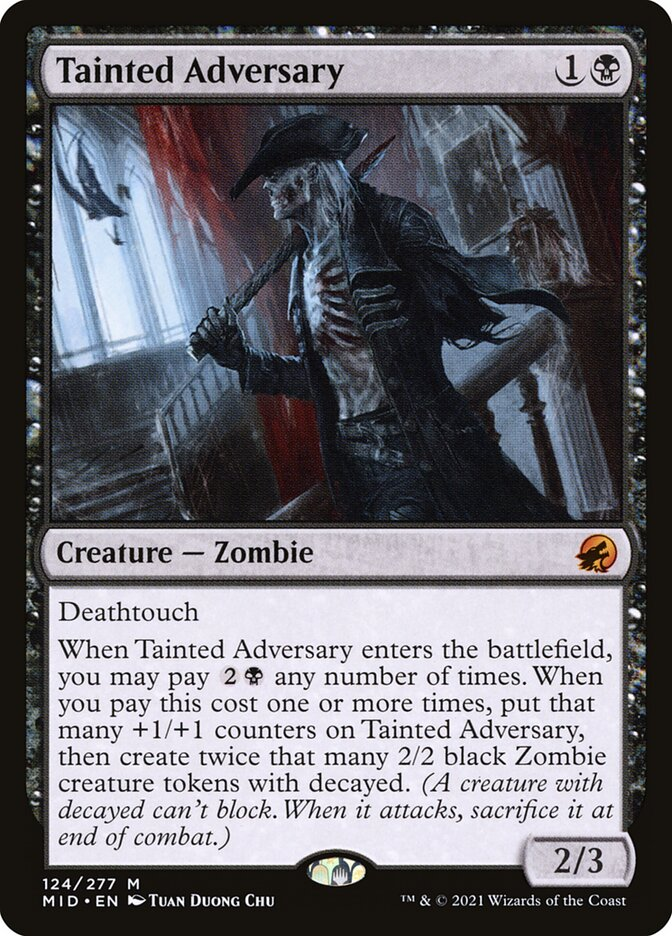 Tainted Adversary 1
Creature — Zombie
Deathtouch
When Tainted Adversary enters the battlefield,
you may pay 2 any number of times. When
you pay this cost one or more times, put that
many +1/+1 counters on Tainted Adversary,
then create twice that many 2/2 black Zombie
creature tokens with decayed. (A creature with
decayed can't block. When it attacks, sacrifice it at
end of combat.)
2/3
124/277 M
MID • EN Tuan Duong Chu
™ & © 2021 Wizards of the Coast